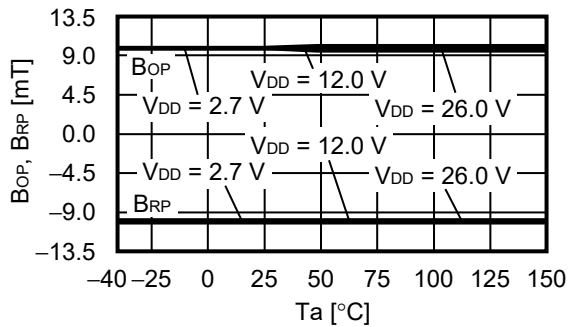 13.5
9.0
4.5
0.0
−4.5
−9.0
−13.5
BOP, BRP [mT]
BOP
VDD = 12.0 V
VDD = 2.7 V
VDD = 26.0 V
VDD = 12.0 V
VDD = 2.7 V
VDD = 26.0 V
BRP
−40 −25 0 25 50 75 100 125 150
Ta [°C]